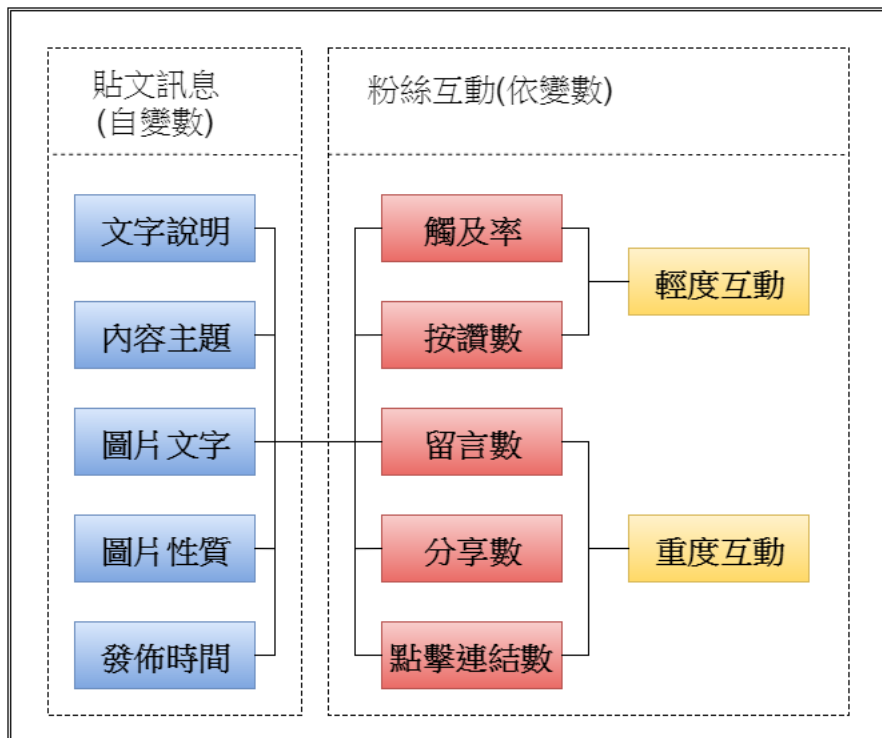 貼文訊息
(自變數)
粉絲互動(依變數)
文字說明
內容主題
圖片文字
圖片性質
發佈時間
觸及率
按讚數
留言數
分享數
點擊連結數
輕度互動
重度互動